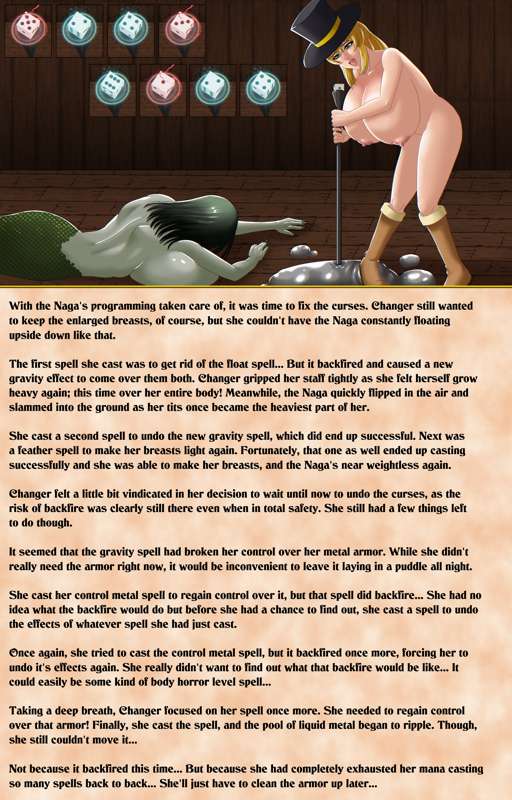 With the Naga's programming taken care of, it was time to fix the curses. Changer still wanted
to keep the enlarged breasts, of course, but she couldn't have the Naga constantly floating
upside down like that.
The first spell she cast was to get rid of the float spell... But it backfired and caused a new
gravity effect to come over them both. Changer gripped her staff tightly as she felt herself grow
heavy again; this time over her entire body! Meanwhile, the Naga quickly flipped in the air and
slammed into the ground as her tits once became the heaviest part of her.
She cast a second spell to undo the new gravity spell, which did end up successful. Next was
a feather spell to make her breasts light again. Fortunately, that one as well ended up casting
successfully and she was able to make her breasts, and the Naga's near weightless again.
Changer felt a little bit vindicated in her decision to wait until now to undo the curses, as the
risk of backfire was clearly still there even when in total safety. She still had a few things left
to do though.
It seemed that the gravity spell had broken her control over her metal armor. While she didn't
really need the armor right now, it would be inconvenient to leave it laying in a puddle all night.
She cast her control metal spell to regain control over it, but that spell did backfire... She had no
idea what the backfire would do but before she had a chance to find out, she cast a spell to undo
the effects of whatever spell she had just cast.
Once again, she tried to cast the control metal spell, but it backfired once more, forcing her to
undo it's effects again. She really didn't want to find out what that backfire would be like... It
could easily be some kind of body horror level spell...
Taking a deep breath, Changer focused on her spell once more. She needed to regain control
over that armor! Finally, she cast the spell, and the pool of liquid metal began to ripple. Though,
she still couldn't move it...
Not because it backfired this time... But because she had completely exhausted her mana casting
so many spells back to back... She'll just have to clean the armor up later...